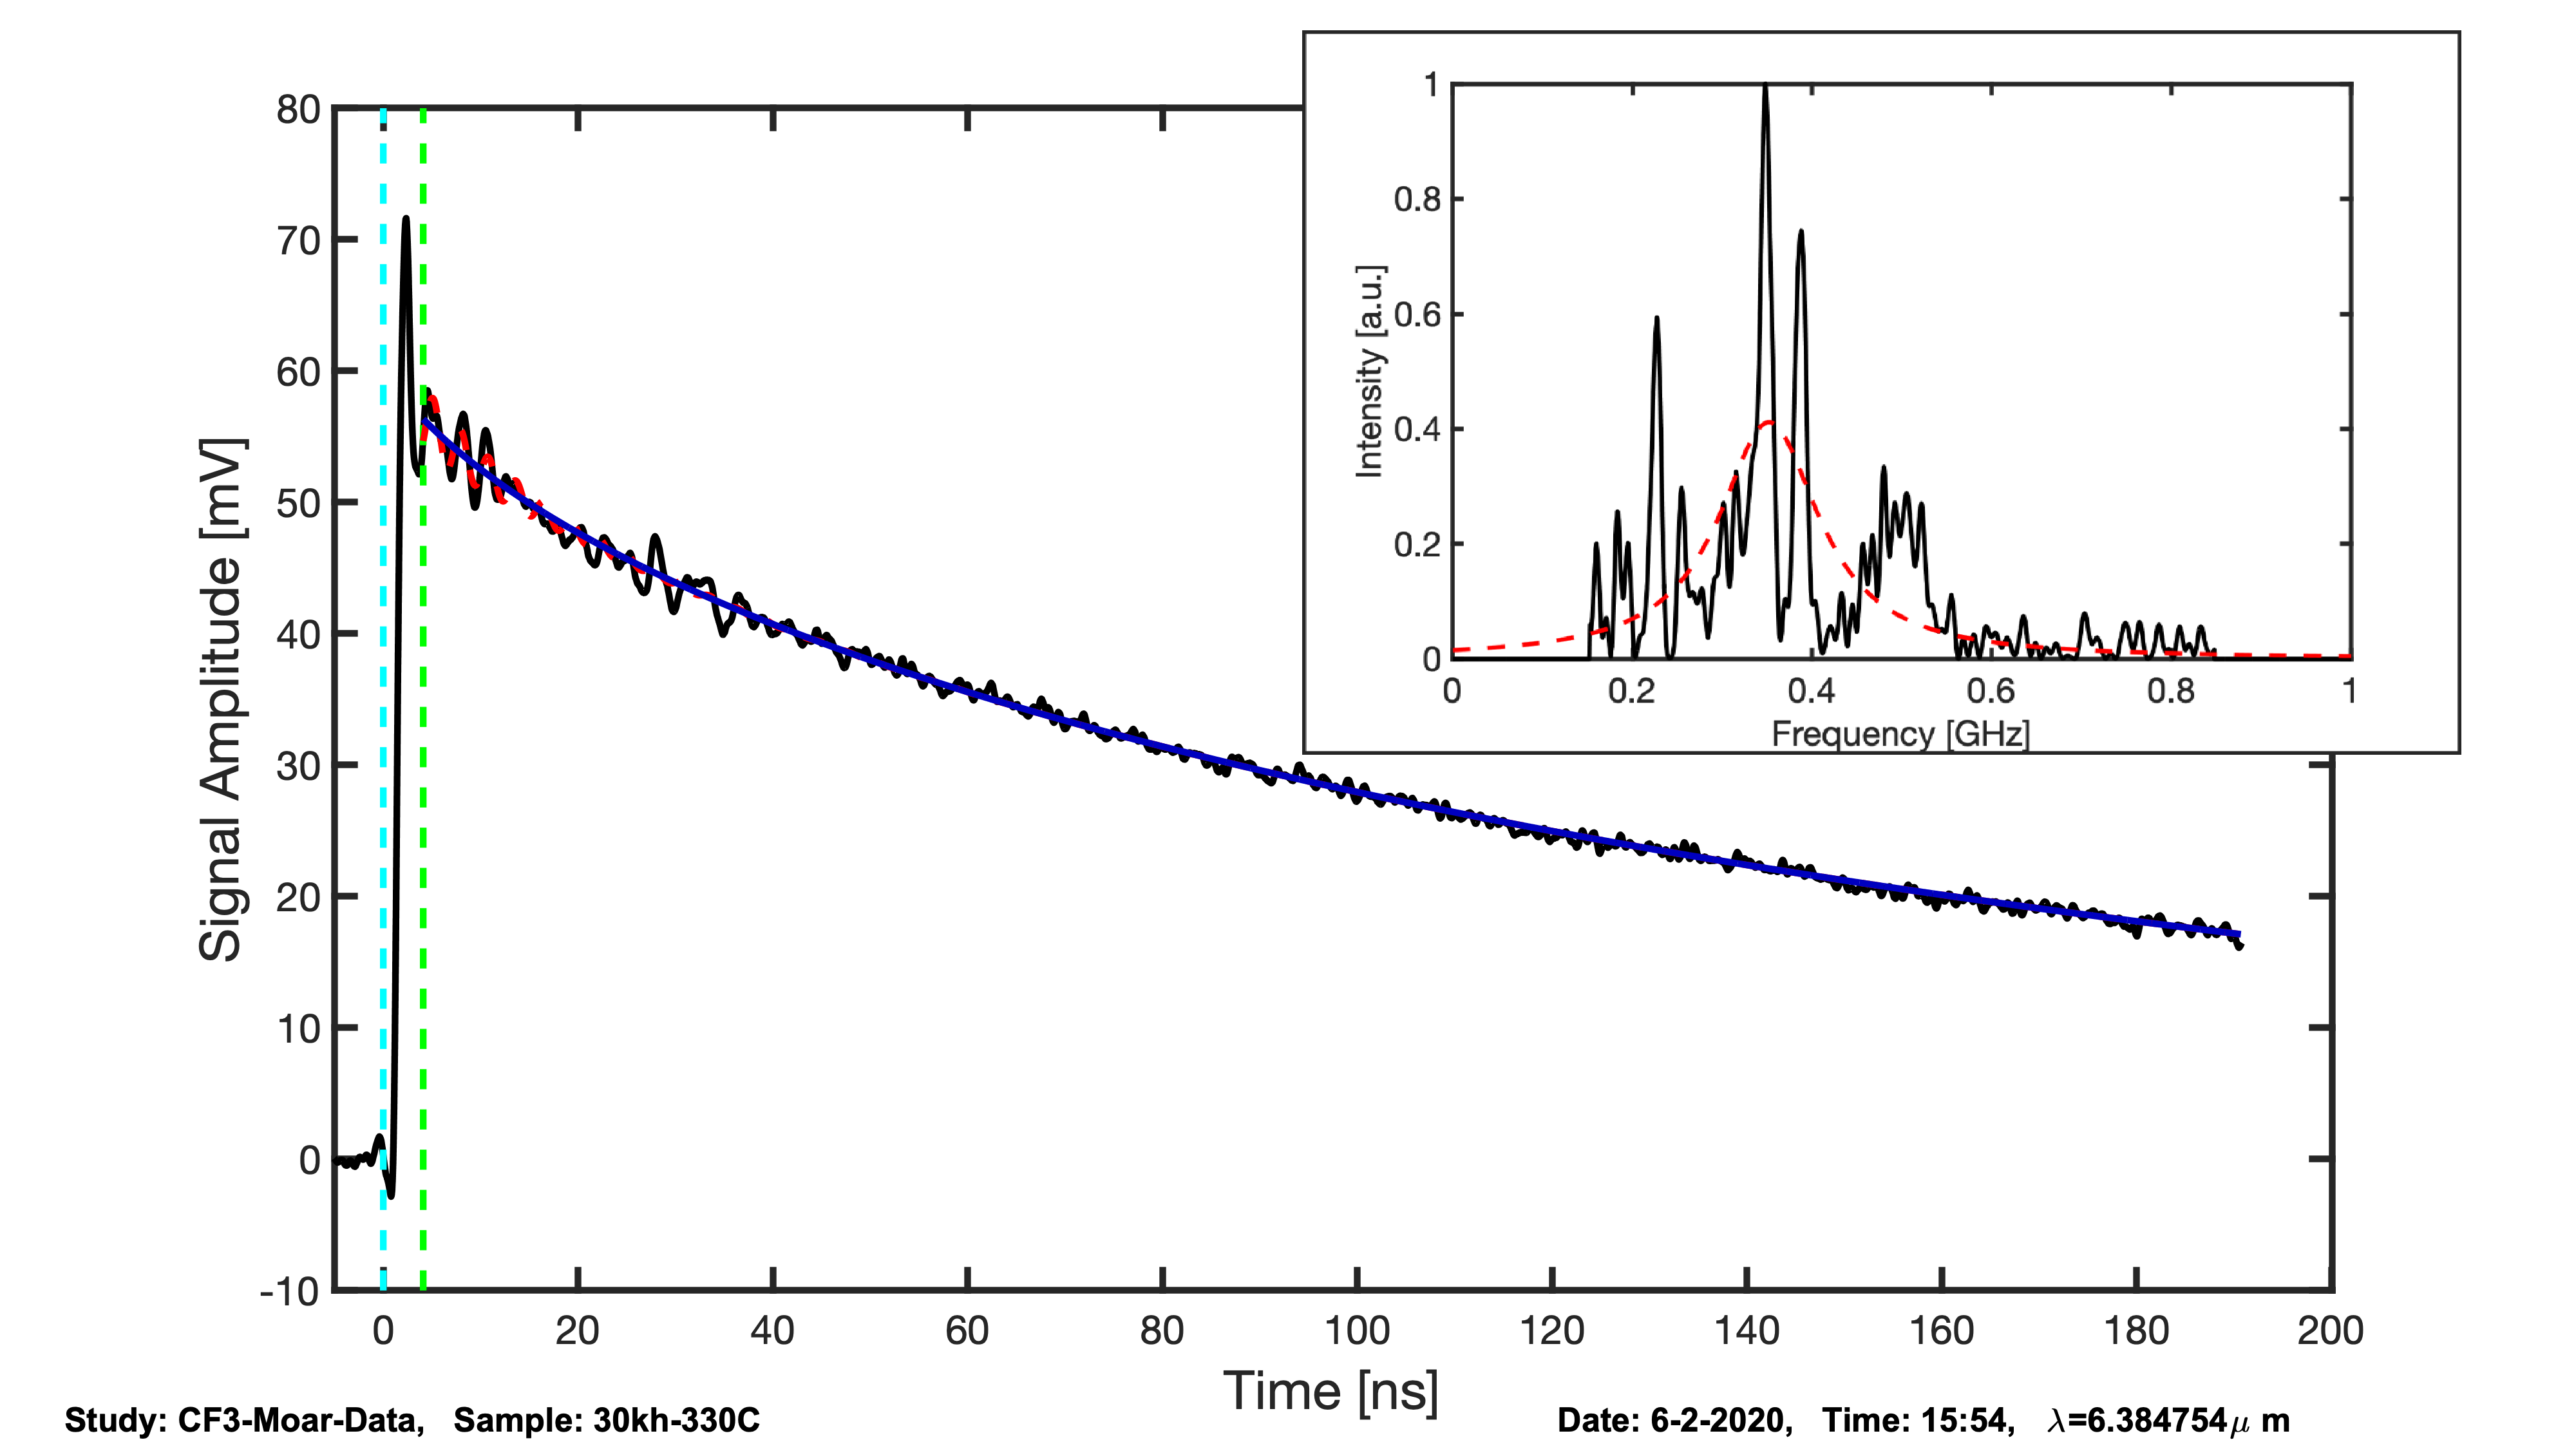 1
0.8
0.6
0.4
0.2
0
Intensity [a.u.]
0 0.2 0.4 0.6 0.8 1
Frequency [GHz]
80
70
60
50
40
30
20
10
0
-10
Signal Amplitude [mV]
0 20 40 60 80 100 120 140 160 180 200
Time [ns]
Study: CF3-Moar-Data, Sample: 30kh-330C
Date: 6-2-2020, Time: 15:54, λ=6.384754μ m